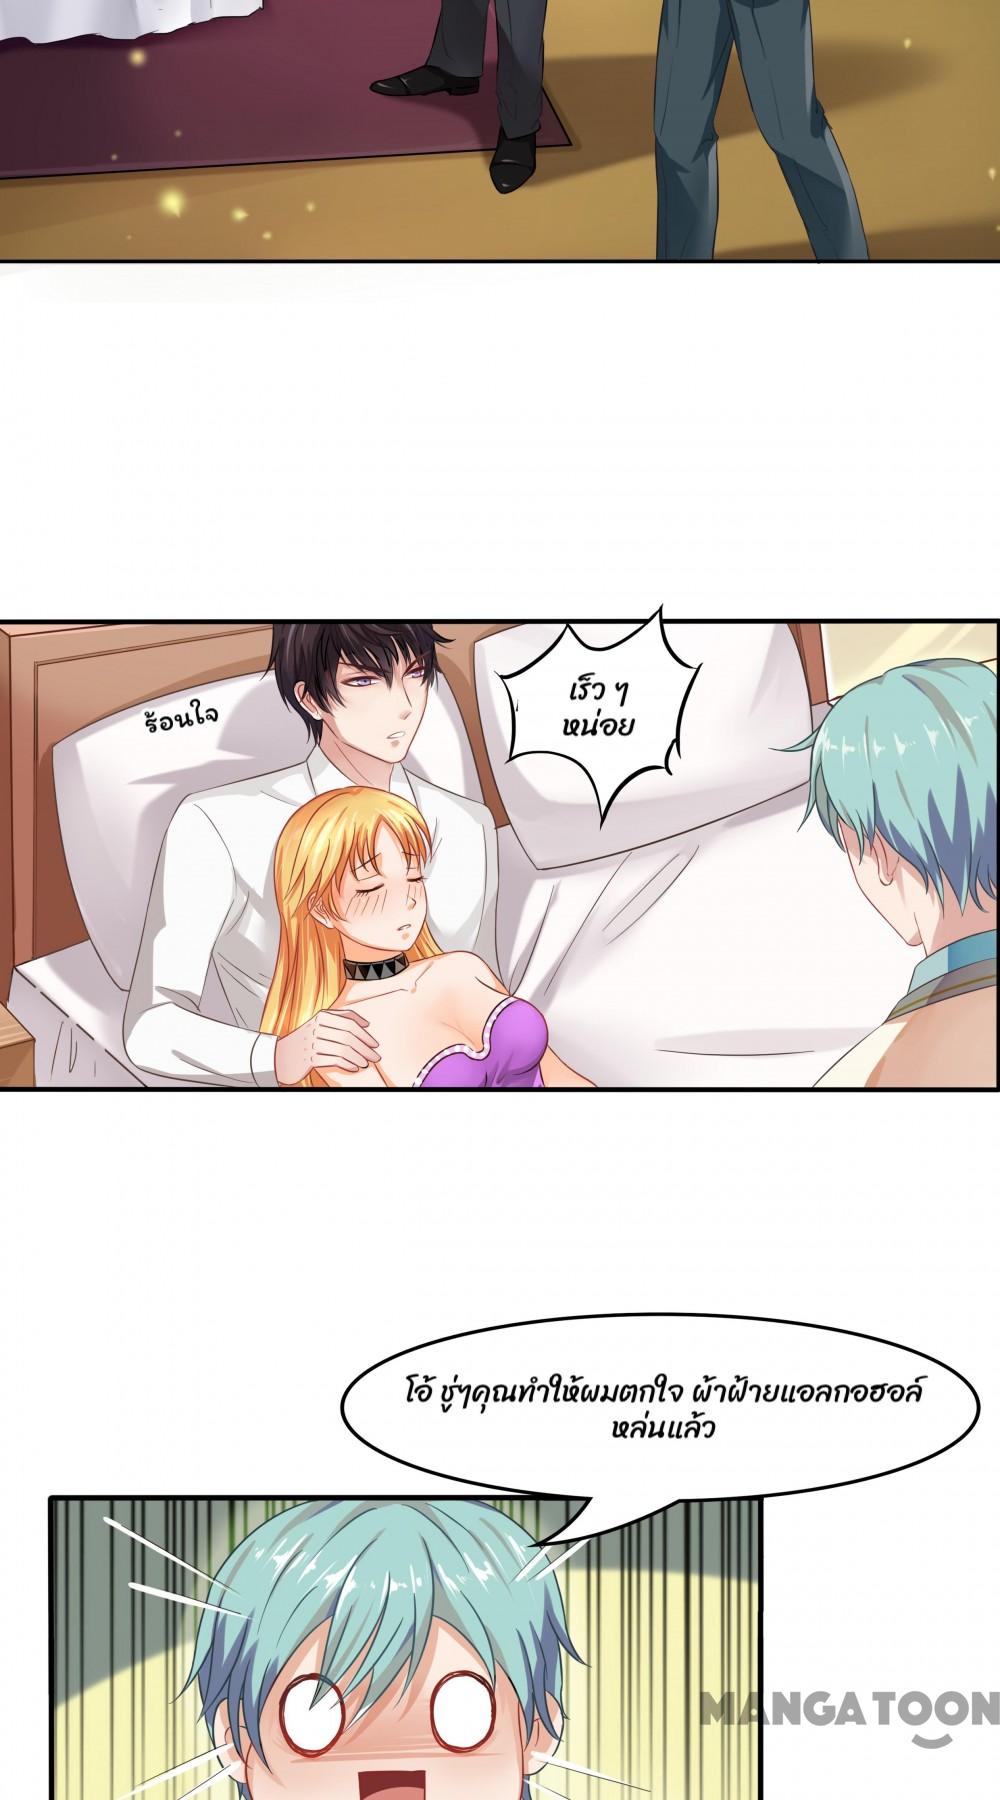 ร้อนใจ
เร็ว ๆ
หน่อย
โอ้ ชู่ๆคุณทำให้ผมตกใจ ผ้าฝ้ายแอลกอฮอล์
หล่นแล้ว
MANGATOON